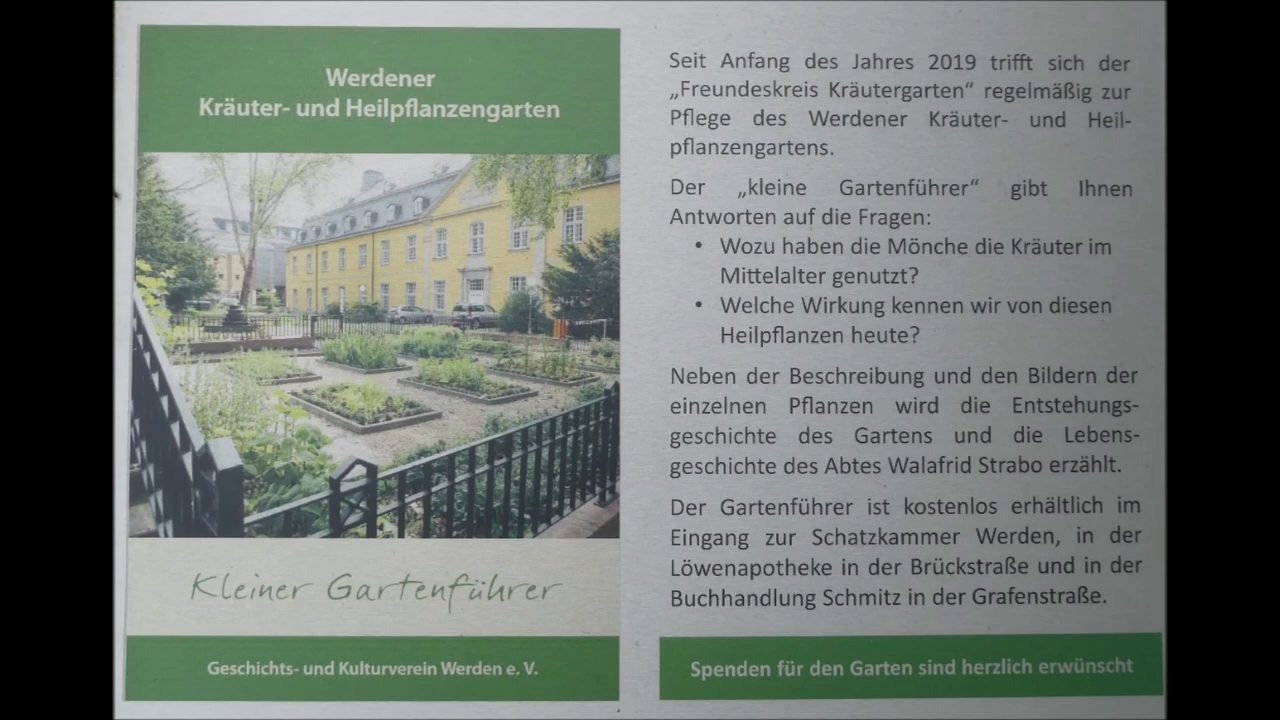 Werdener
Kräuter- und Heilpflanzengarten
Kleiner Gartenführer
Geschichts- und Kulturverein Werden e. V.
Seit Anfang des Jahres 2019 trifft sich der
„Freundeskreis Kräutergarten“ regelmäßig zur
Pflege des Werdener Kräuter- und Heil-
pflanzengartens.
Der „kleine Gartenführer“ gibt Ihnen
Antworten auf die Fragen:
• Wozu haben die Mönche die Kräuter im
Mittelalter genutzt?
• Welche Wirkung kennen wir von diesen
Heilpflanzen heute?
Neben der Beschreibung und den Bildern der
einzelnen Pflanzen wird die Entstehungs-
geschichte des Gartens und die Lebens-
geschichte des Abtes Walafrid Strabo erzählt.
Der Gartenführer ist kostenlos erhältlich im
Eingang zur Schatzkammer Werden, in der
Löwenapotheke in der Brückstraße und in der
Buchhandlung Schmitz in der Grafenstraße.
Spenden für den Garten sind herzlich erwünscht